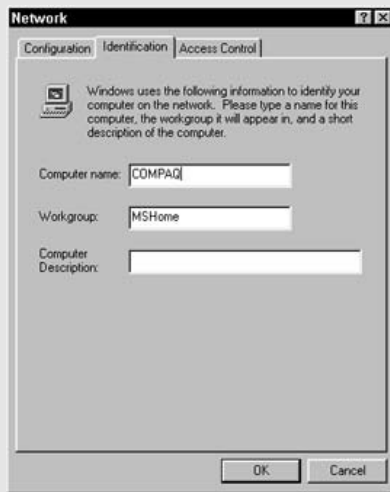 Network
Configuration Identification Access Control
Windows uses the following information to identify your
computer on the network. Please type a name for this
computer, the workgroup it will appear in, and a short
description of the computer.
Computer name: COMPAQ
Workgroup: MSHome
Computer
Description:
OK Cancel